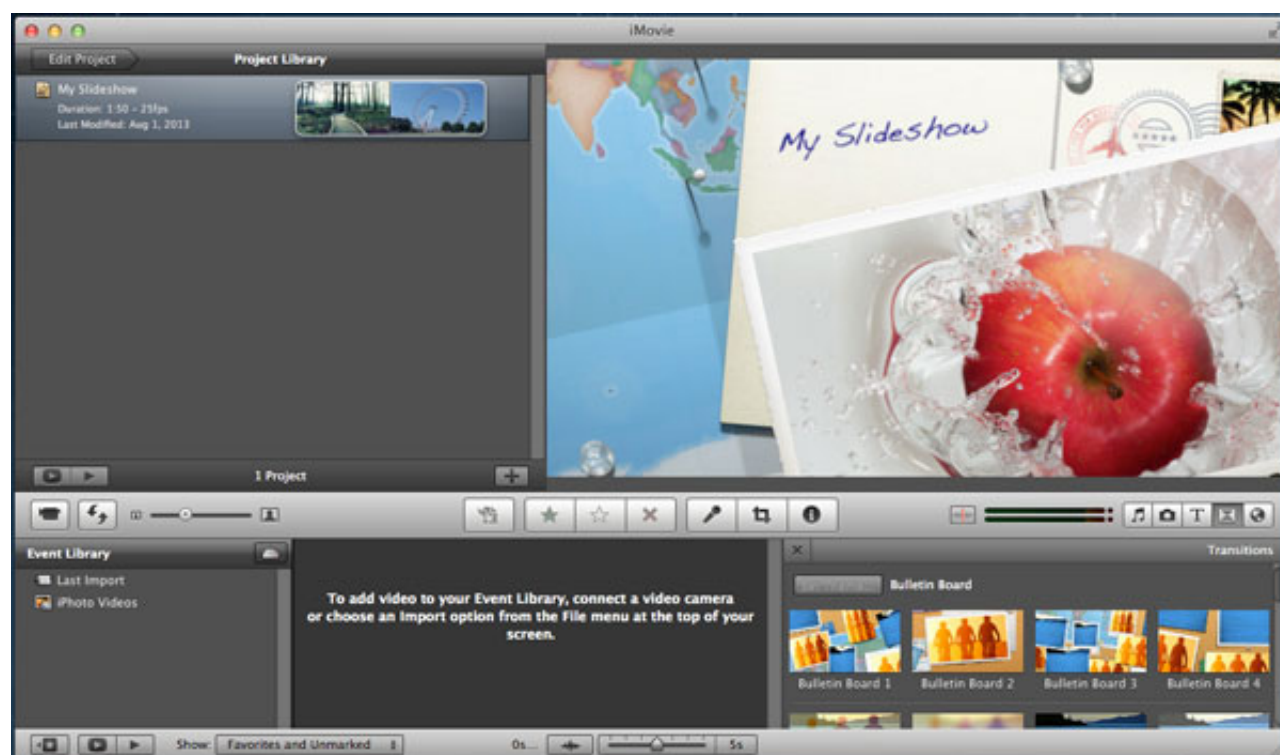 iMovie
Edit Project
Project Library
My Slideshow
Duration: 1:50 – 25fps
Last Modified: Aug 1, 2013
My Slideshow
1 Project
T
Event Library
Transitions
Last Import
iPhoto Videos
To add video to your Event Library, connect a video camera
or choose an Import option from the File menu at the top of your
screen.
Bulletin Board
Bulletin Board 1
Bulletin Board 2
Bulletin Board 3
Bulletin Board 4
Show: Favorites and Unmarked
0s...
5s